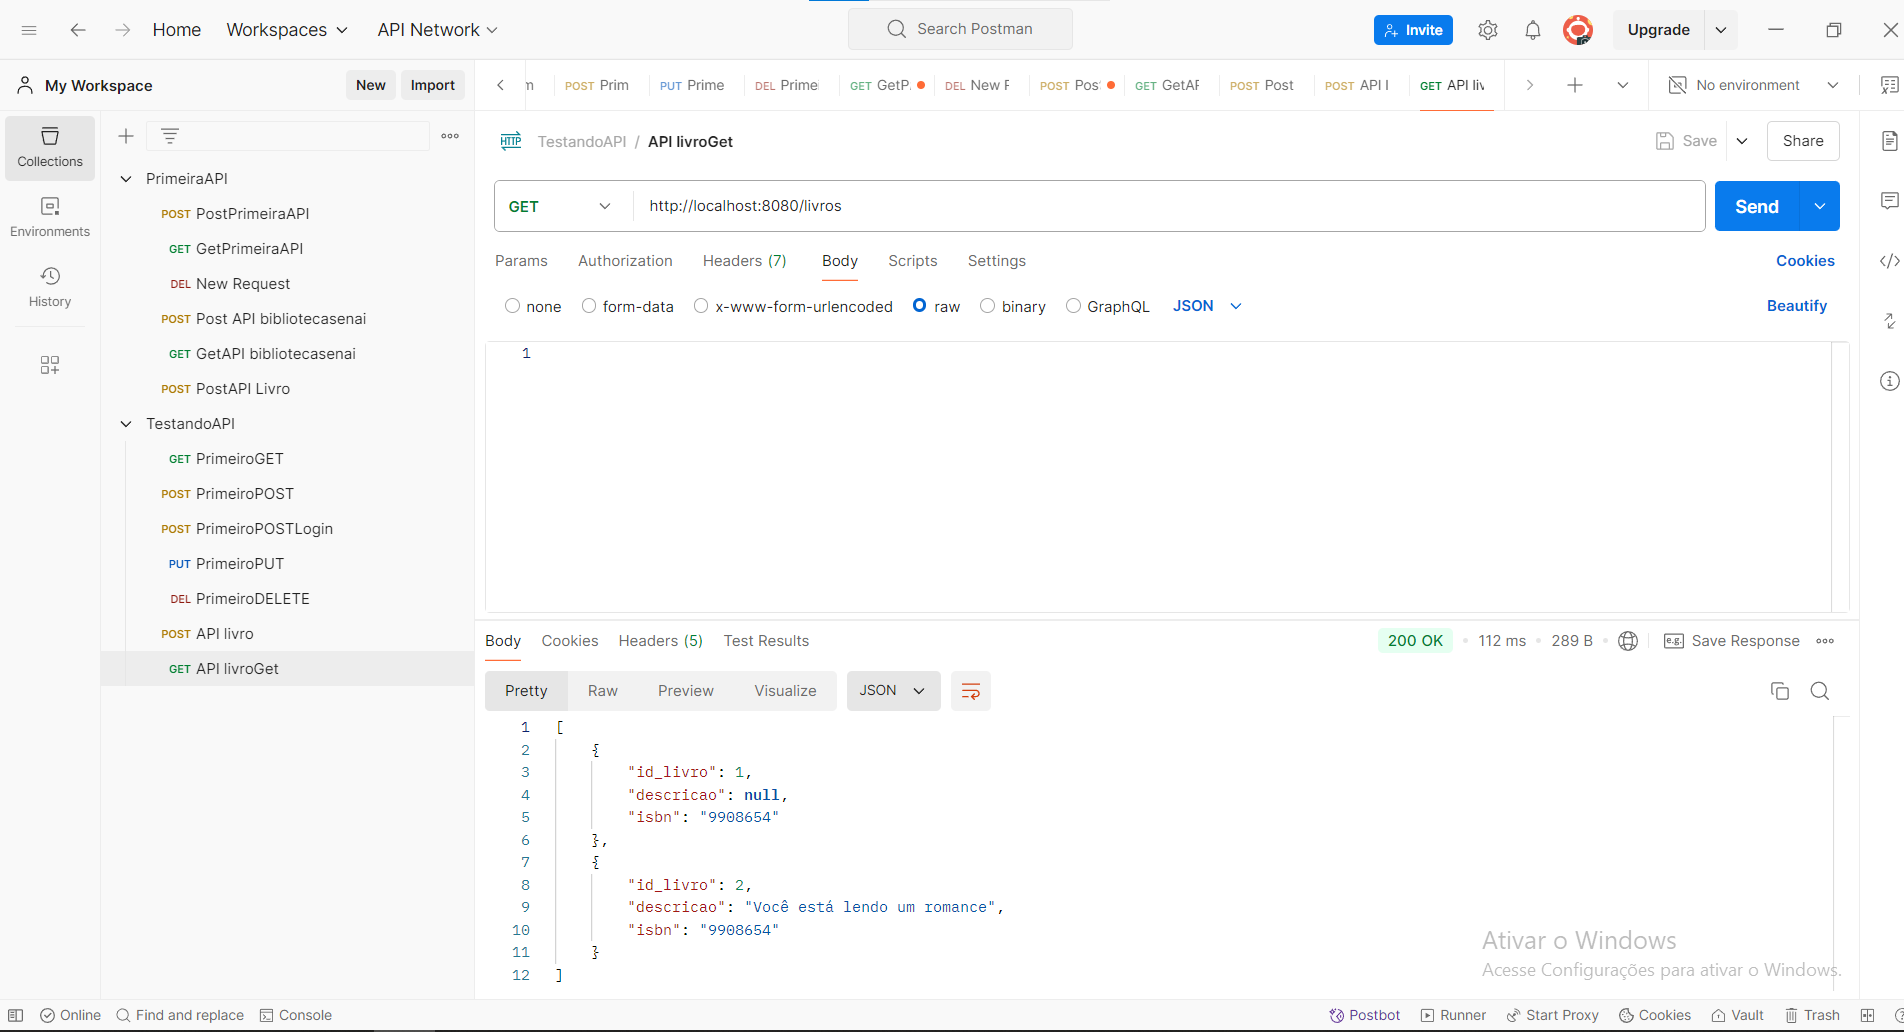 Home Workspaces API Network Search Postman Invite Upgrade
My Workspace New Import
POST Prim PUT Prime DEL Prime GET GetP. DEL New F POST Pos GET GetAF POST Post POST API l GET API liv No environment
Collections
Environments
History
PrimeiraAPI
POST PostPrimeiraAPI
GET GetPrimeiraAPI
DEL New Request
POST Post API bibliotecasenai
GET GetAPI bibliotecasenai
POST PostAPI Livro
TestandoAPI
GET PrimeiroGET
POST PrimeiroPOST
POST PrimeiroPOSTLogin
PUT PrimeiroPUT
DEL PrimeiroDELETE
POST API livro
GET API livroGet
HTTP TestandoAPI / API livroGet Save Share
GET http://localhost:8080/livros Send
Params Authorization Headers (7) Body Scripts Settings Cookies
none form-data x-www-form-urlencoded raw binary GraphQL JSON Beautify
1
Body Cookies Headers (5) Test Results 200 OK 112 ms 289 B e.g. Save Response
Pretty Raw Preview Visualize JSON
1 [
2 {
3 "id_livro": 1,
4 "descricao": null,
5 "isbn": "9908654"
6 },
7 {
8 "id_livro": 2,
9 "descricao": "Você está lendo um romance",
10 "isbn": "9908654"
11 }
12 ]
Ativar o Windows
Acesse Configurações para ativar o Windows.
Online Find and replace Console Postbot Runner Start Proxy Cookies Vault Trash